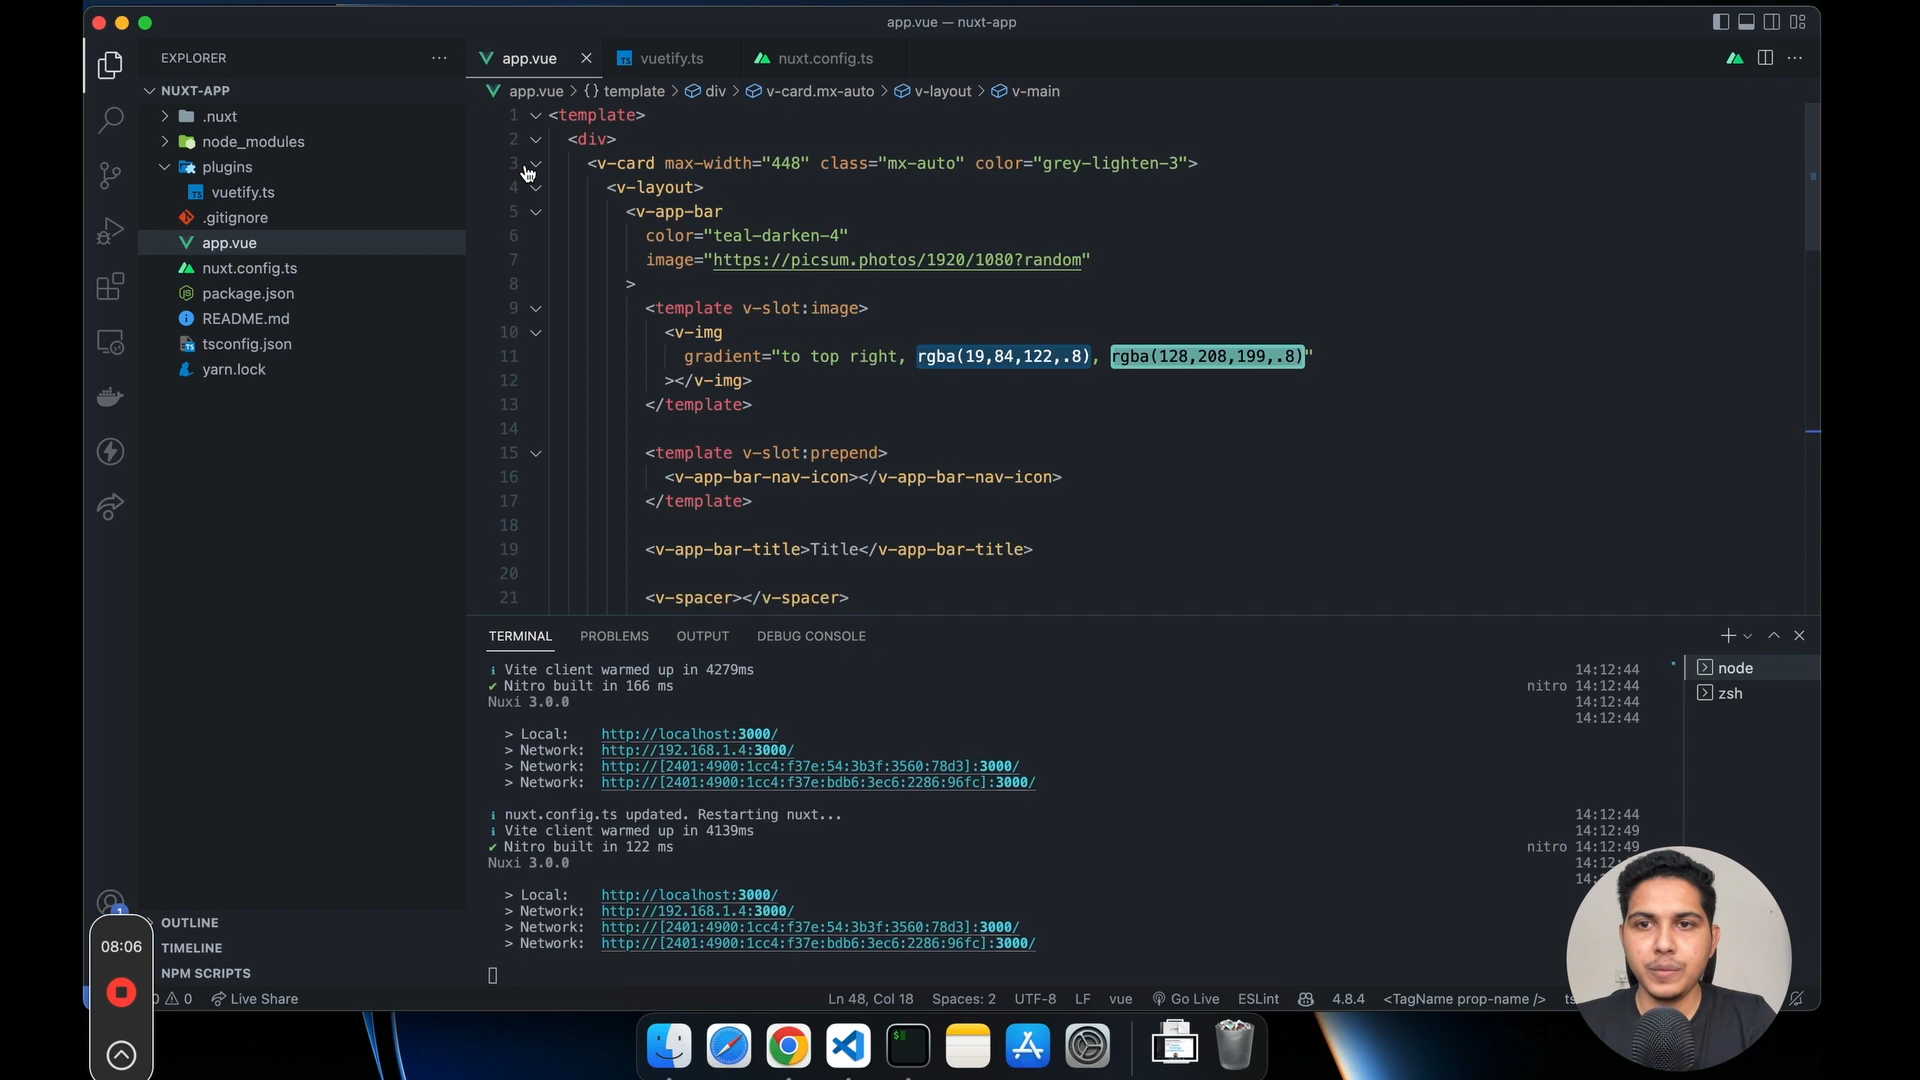 app.vue — nuxt-app
EXPLORER
app.vue
vuetify.ts
nuxt.config.ts
NUXT-APP
.nuxt
node_modules
plugins
vuetify.ts
.gitignore
app.vue
nuxt.config.ts
package.json
README.md
tsconfig.json
yarn.lock
app.vue > {} template > div > v-card.mx-auto > v-layout > v-main
1 <template>
2 <div>
3 <v-card max-width="448" class="mx-auto" color="grey-lighten-3">
4 <v-layout>
5 <v-app-bar
6 color="teal-darken-4"
7 image="https://picsum.photos/1920/1080?random"
8 >
9 <template v-slot:image>
10 <v-img
11 gradient="to top right, rgba(19,84,122,.8), rgba(128,208,199,.8)"
12 ></v-img>
13 </template>
14
15 <template v-slot:prepend>
16 <v-app-bar-nav-icon></v-app-bar-nav-icon>
17 </template>
18
19 <v-app-bar-title>Title</v-app-bar-title>
20
21 <v-spacer></v-spacer>
TERMINAL PROBLEMS OUTPUT DEBUG CONSOLE
node
zsh
i Vite client warmed up in 4279ms 14:12:44
✔ Nitro built in 166 ms nitro 14:12:44
Nuxi 3.0.0 14:12:44
14:12:44
> Local: http://localhost:3000/
> Network: http://192.168.1.4:3000/
> Network: http://[2401:4900:1cc4:f37e:54:3b3f:3560:78d3]:3000/
> Network: http://[2401:4900:1cc4:f37e:bdb6:3ec6:2286:96fc]:3000/
i nuxt.config.ts updated. Restarting nuxt... 14:12:44
i Vite client warmed up in 4139ms 14:12:49
✔ Nitro built in 122 ms nitro 14:12:49
Nuxi 3.0.0 14:12:
14:
> Local: http://localhost:3000/
> Network: http://192.168.1.4:3000/
> Network: http://[2401:4900:1cc4:f37e:54:3b3f:3560:78d3]:3000/
> Network: http://[2401:4900:1cc4:f37e:bdb6:3ec6:2286:96fc]:3000/
1
OUTLINE
TIMELINE
NPM SCRIPTS
08:06
0 0 Live Share Ln 48, Col 18 Spaces: 2 UTF-8 LF vue Go Live ESLint 4.8.4 <TagName prop-name /> ts
$